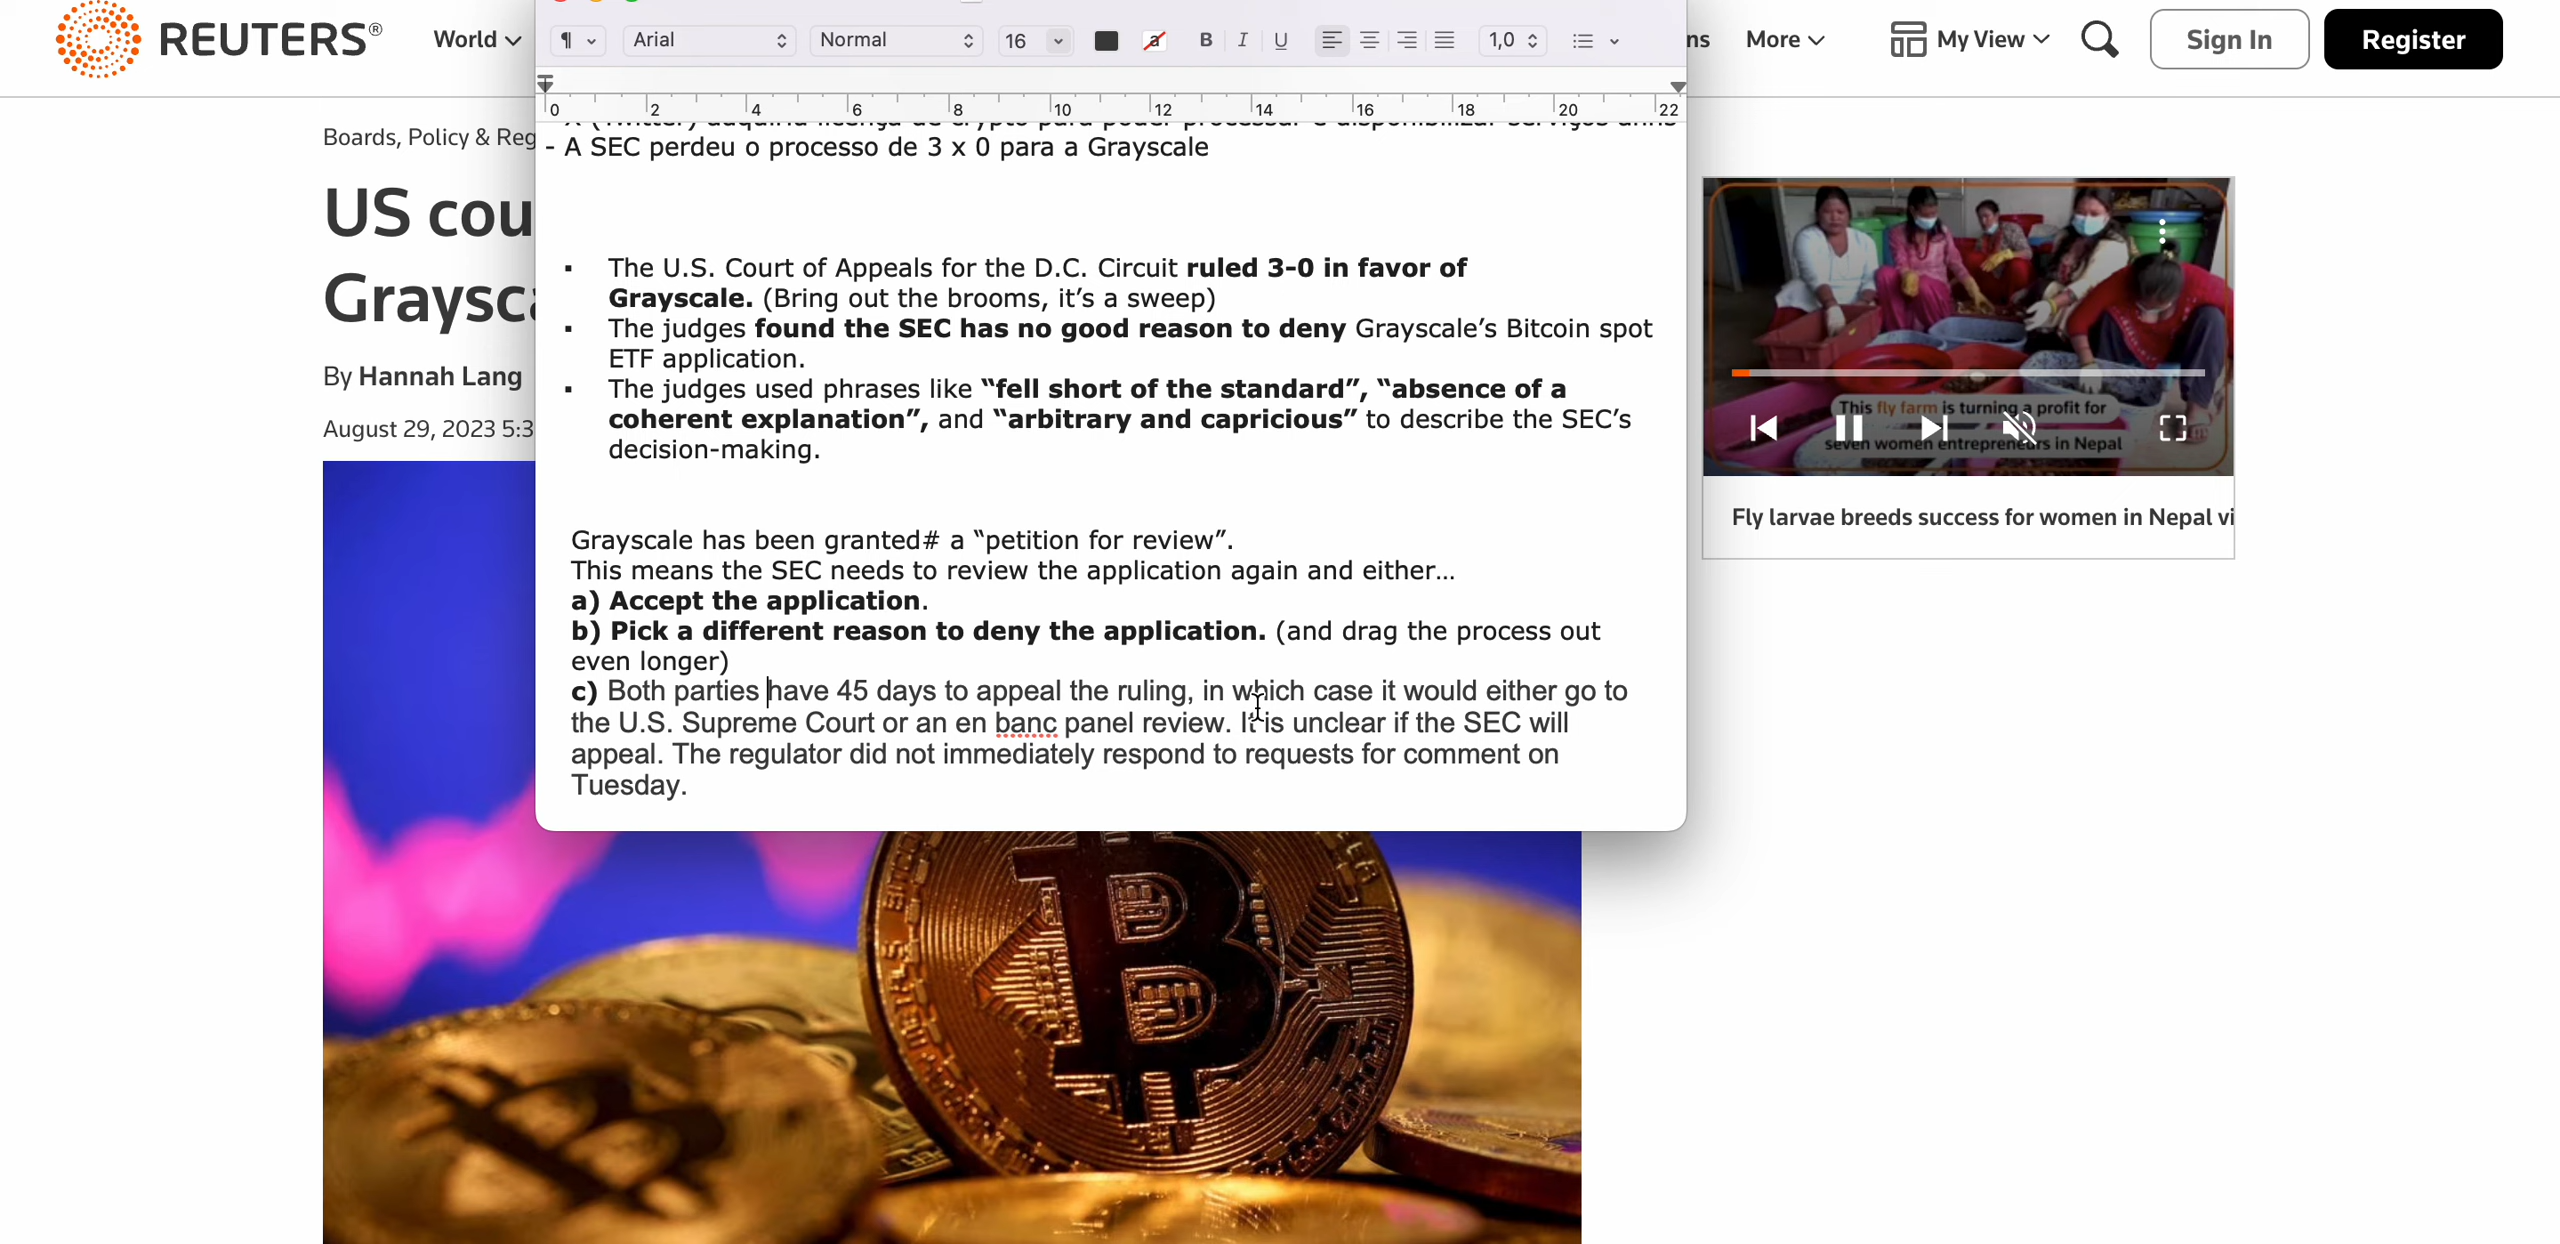 REUTERS®
World
ns
More
My View
Sign In
Register
Arial
Normal
16
a
B I U
1,0
0 2 4 6 8 10 12 14 16 18 20 22
Boards, Policy & Reg
US cou
Graysca
By Hannah Lang
August 29, 2023 5:3
- A SEC perdeu o processo de 3 x 0 para a Grayscale
▪ The U.S. Court of Appeals for the D.C. Circuit ruled 3-0 in favor of
Grayscale. (Bring out the brooms, it’s a sweep)
▪ The judges found the SEC has no good reason to deny Grayscale’s Bitcoin spot
ETF application.
▪ The judges used phrases like “fell short of the standard”, “absence of a
coherent explanation”, and “arbitrary and capricious” to describe the SEC’s
decision-making.
Grayscale has been granted# a “petition for review”.
This means the SEC needs to review the application again and either...
a) Accept the application.
b) Pick a different reason to deny the application. (and drag the process out
even longer)
c) Both parties have 45 days to appeal the ruling, in which case it would either go to
the U.S. Supreme Court or an en banc panel review. It is unclear if the SEC will
appeal. The regulator did not immediately respond to requests for comment on
Tuesday.
This fly farm is turning a profit for
seven women entrepreneurs in Nepal
Fly larvae breeds success for women in Nepal vi